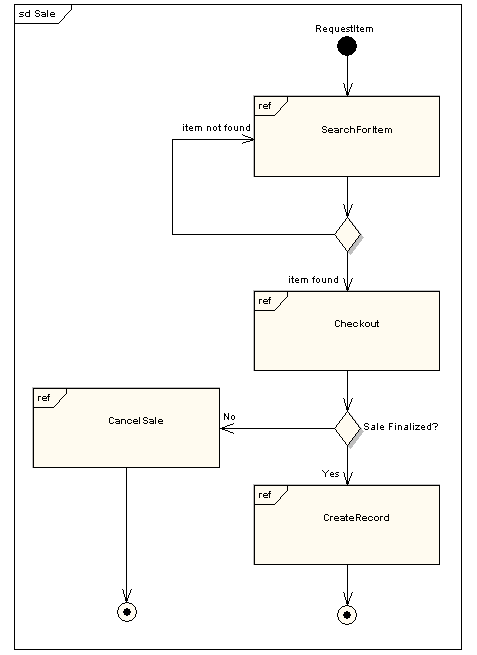 sd Sale
RequestItem
ref
SearchForItem
item not found
item found
ref
Checkout
ref
CancelSale
No
Sale Finalized?
Yes
ref
CreateRecord